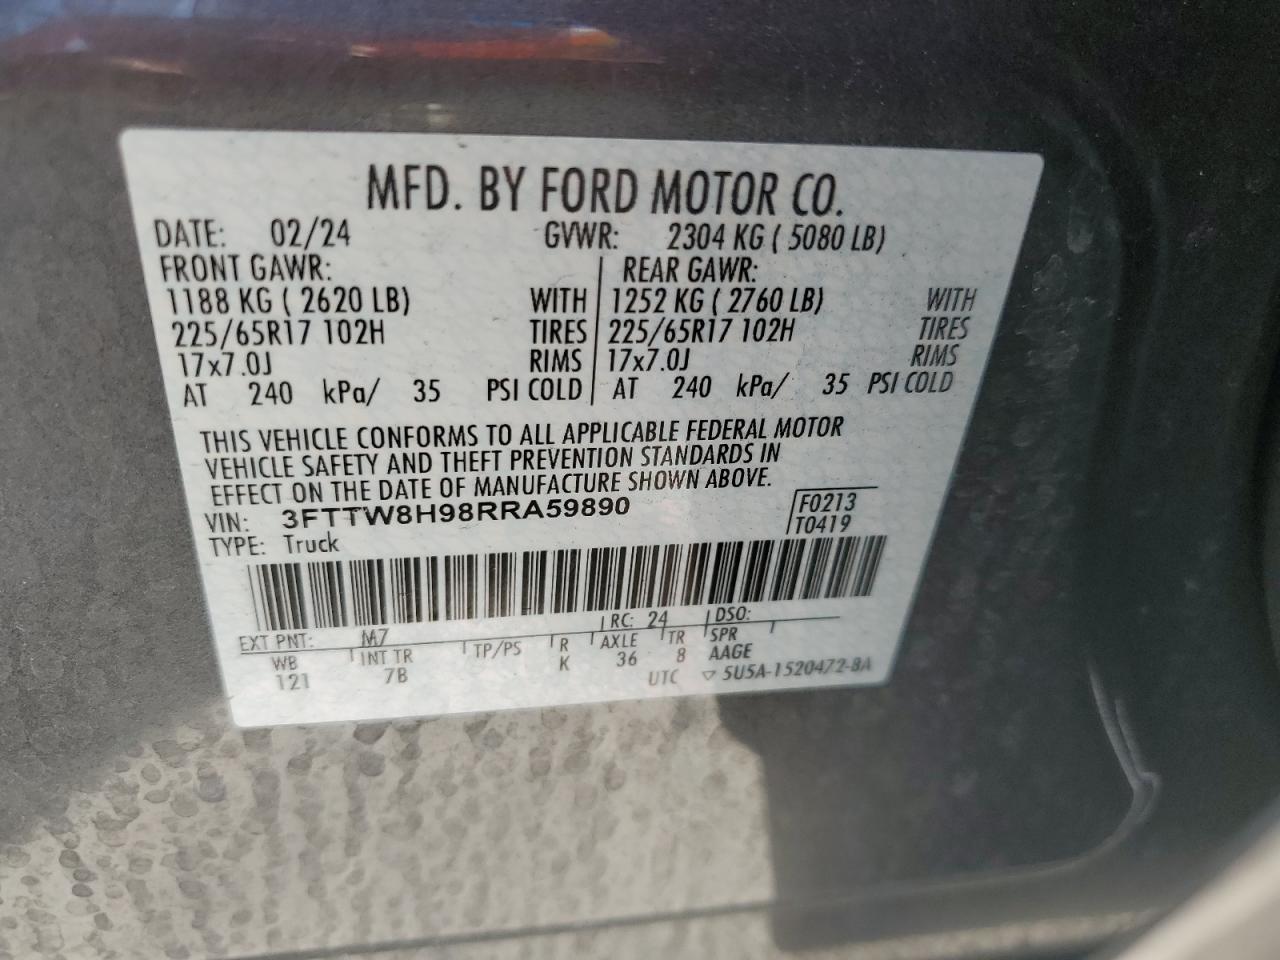 MFD. BY FORD MOTOR CO.
DATE: 02/24 GVWR: 2304 KG ( 5080 LB)
FRONT GAWR: REAR GAWR:
1188 KG ( 2620 LB) WITH 1252 KG ( 2760 LB) WITH
225/65R17 102H TIRES 225/65R17 102H TIRES
17x7.0J RIMS 17x7.0J RIMS
AT 240 kPa/ 35 PSI COLD AT 240 kPa/ 35 PSI COLD
THIS VEHICLE CONFORMS TO ALL APPLICABLE FEDERAL MOTOR
VEHICLE SAFETY AND THEFT PREVENTION STANDARDS IN
EFFECT ON THE DATE OF MANUFACTURE SHOWN ABOVE.
VIN: 3FTTW8H98RRA59890 F0213
TYPE: Truck T0419
EXT PNT: M7 RC: 24 DSO:
WB INT TR TP/PS R AXLE TR SPR
121 7B K 36 8 AAGE
UTC ▽ 5U5A-1520472-BA